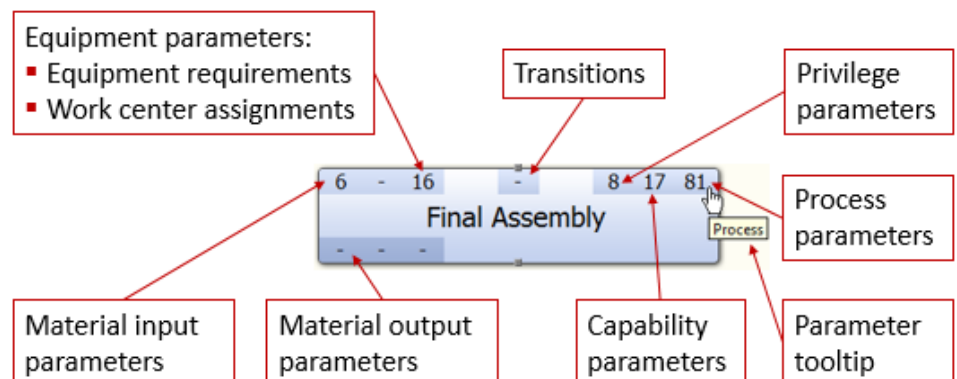 Equipment parameters:
▪ Equipment requirements
▪ Work center assignments
Transitions
Privilege
parameters
6 - 16 - 8 17 81
Final Assembly
- - -
Process
Process
parameters
Material input
parameters
Material output
parameters
Capability
parameters
Parameter
tooltip